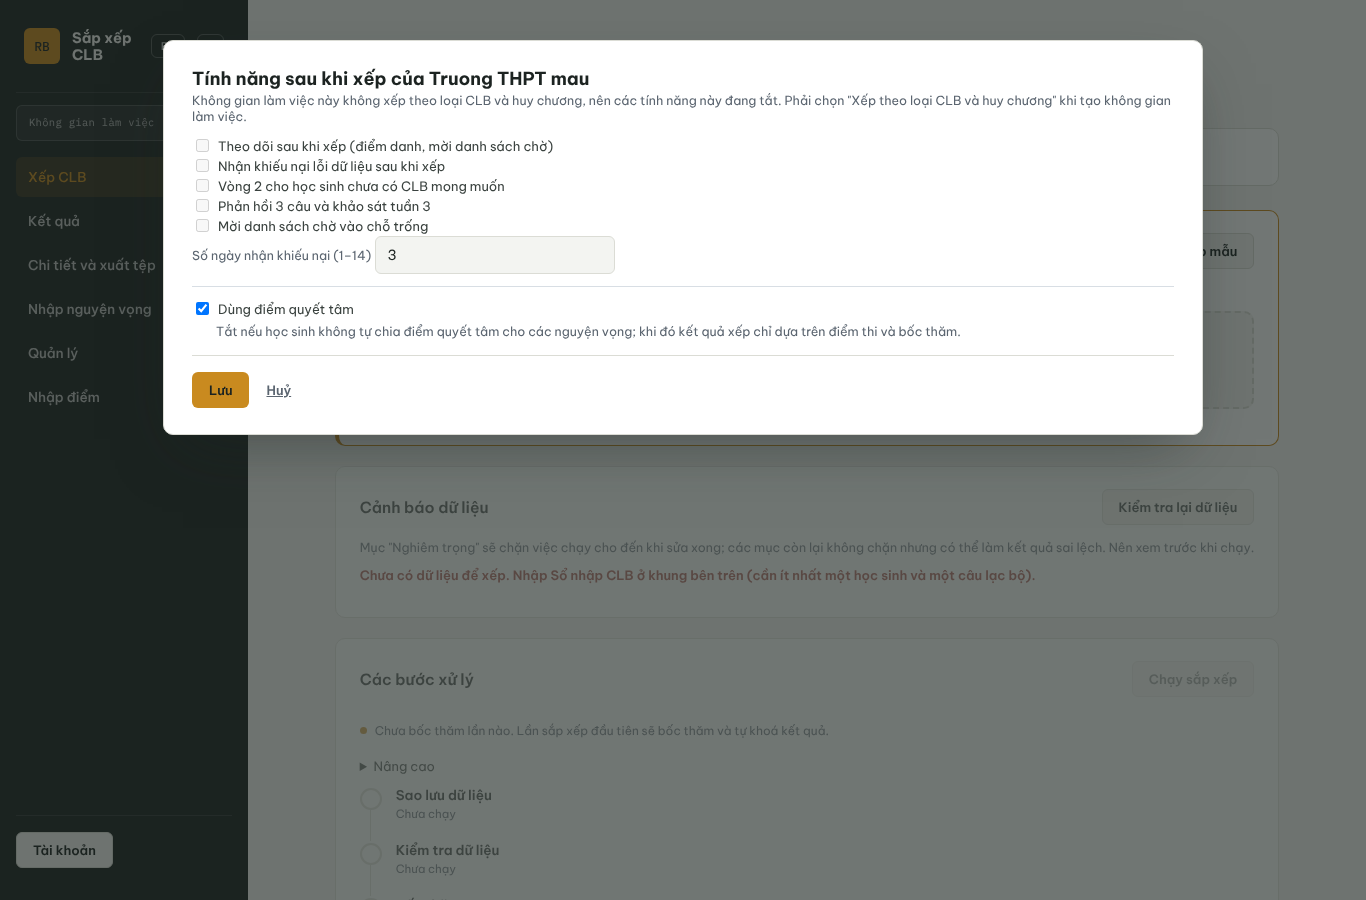 RB
Sắp xếp
CLB
Không gian làm việc
Xếp CLB
Kết quả
Chi tiết và xuất tệp
Nhập nguyện vọng
Quản lý
Nhập điểm
Tài khoản
Tính năng sau khi xếp của Truong THPT mau
Không gian làm việc này không xếp theo loại CLB và huy chương, nên các tính năng này đang tắt. Phải chọn "Xếp theo loại CLB và huy chương" khi tạo không gian
làm việc.
Theo dõi sau khi xếp (điểm danh, mời danh sách chờ)
Nhận khiếu nại lỗi dữ liệu sau khi xếp
Vòng 2 cho học sinh chưa có CLB mong muốn
Phản hồi 3 câu và khảo sát tuần 3
Mời danh sách chờ vào chỗ trống
Số ngày nhận khiếu nại (1–14) 3
Dùng điểm quyết tâm
Tắt nếu học sinh không tự chia điểm quyết tâm cho các nguyện vọng; khi đó kết quả xếp chỉ dựa trên điểm thi và bốc thăm.
Lưu Huỷ
mẫu
Cảnh báo dữ liệu Kiểm tra lại dữ liệu
Mục "Nghiêm trọng" sẽ chặn việc chạy cho đến khi sửa xong; các mục còn lại không chặn nhưng có thể làm kết quả sai lệch. Nên xem trước khi chạy.
Chưa có dữ liệu để xếp. Nhập Sổ nhập CLB ở khung bên trên (cần ít nhất một học sinh và một câu lạc bộ).
Các bước xử lý Chạy sắp xếp
Chưa bốc thăm lần nào. Lần sắp xếp đầu tiên sẽ bốc thăm và tự khoá kết quả.
Nâng cao
Sao lưu dữ liệu
Chưa chạy
Kiểm tra dữ liệu
Chưa chạy